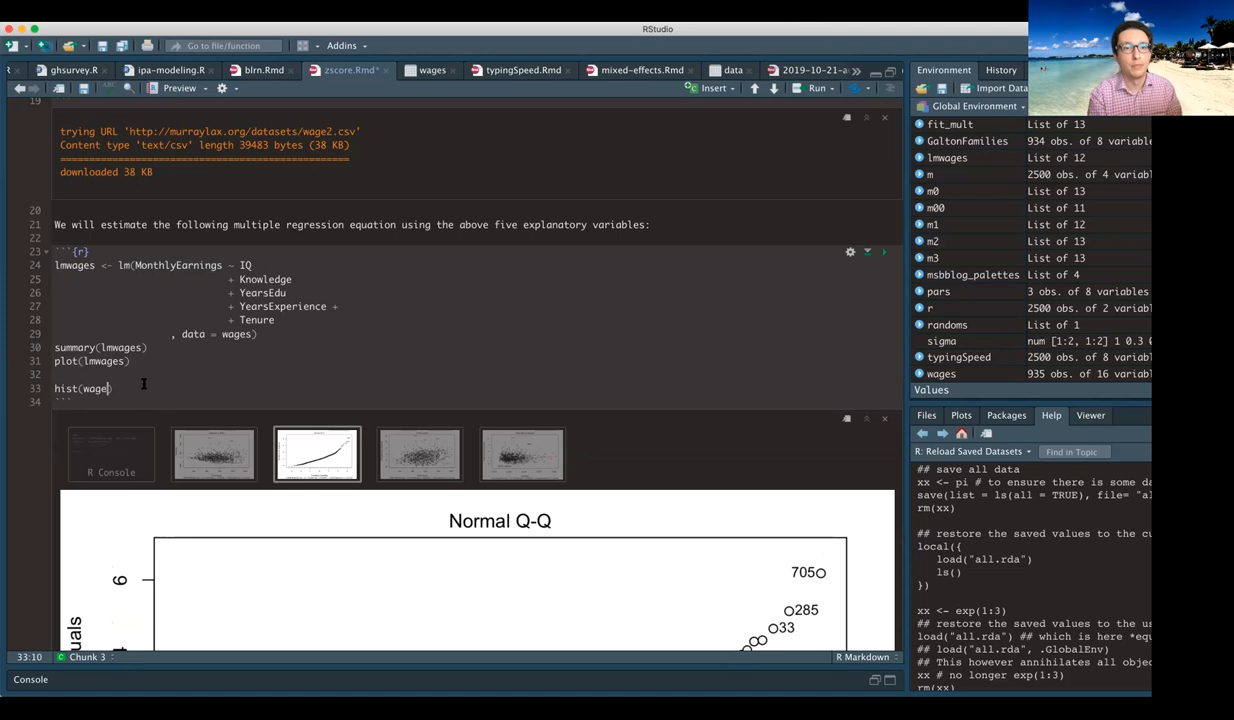 RStudio
Go to file/function
Addins
ghsurvey.R
ipa-modeling.R
blrn.Rmd
zscore.Rmd*
wages
typingSpeed.Rmd
mixed-effects.Rmd
data
2019-10-21-a
Preview
Insert
Run
19
trying URL 'http://murraylax.org/datasets/wage2.csv'
Content type 'text/csv' length 39483 bytes (38 KB)
==================================================
downloaded 38 KB
20
21 We will estimate the following multiple regression equation using the above five explanatory variables:
22
23 ```{r}
24 lmwages <- lm(MonthlyEarnings ~ IQ
25 + Knowledge
26 + YearsEdu
27 + YearsExperience +
28 + Tenure
29 , data = wages)
30 summary(lmwages)
31 plot(lmwages)
32
33 hist(wage)
34 ```
R Console
Normal Q-Q
6
705
285
33
uals
33:10
Chunk 3
R Markdown
Console
Environment
History
Import Data
Global Environment
fit_mult List of 13
GaltonFamilies 934 obs. of 8 variabl
lmwages List of 12
m 2500 obs. of 4 variabl
m0 List of 13
m00 List of 11
m1 List of 12
m2 List of 13
m3 List of 13
msbblog_palettes List of 4
pars 3 obs. of 8 variables
r 2500 obs. of 2 variabl
randoms List of 1
sigma num [1:2, 1:2] 1 0.3 0
typingSpeed 2500 obs. of 2 variabl
wages 935 obs. of 16 variabl
Values
Files
Plots
Packages
Help
Viewer
R: Reload Saved Datasets
Find in Topic
## save all data
xx <- pi # to ensure there is some da
save(list = ls(all = TRUE), file= "al
rm(xx)
## restore the saved values to the cu
local({
load("all.rda")
ls()
})
xx <- exp(1:3)
## restore the saved values to the us
load("all.rda") ## which is here *equ
## load("all.rda", .GlobalEnv)
## This however annihilates all objec
xx # no longer exp(1:3)
rm(xx)